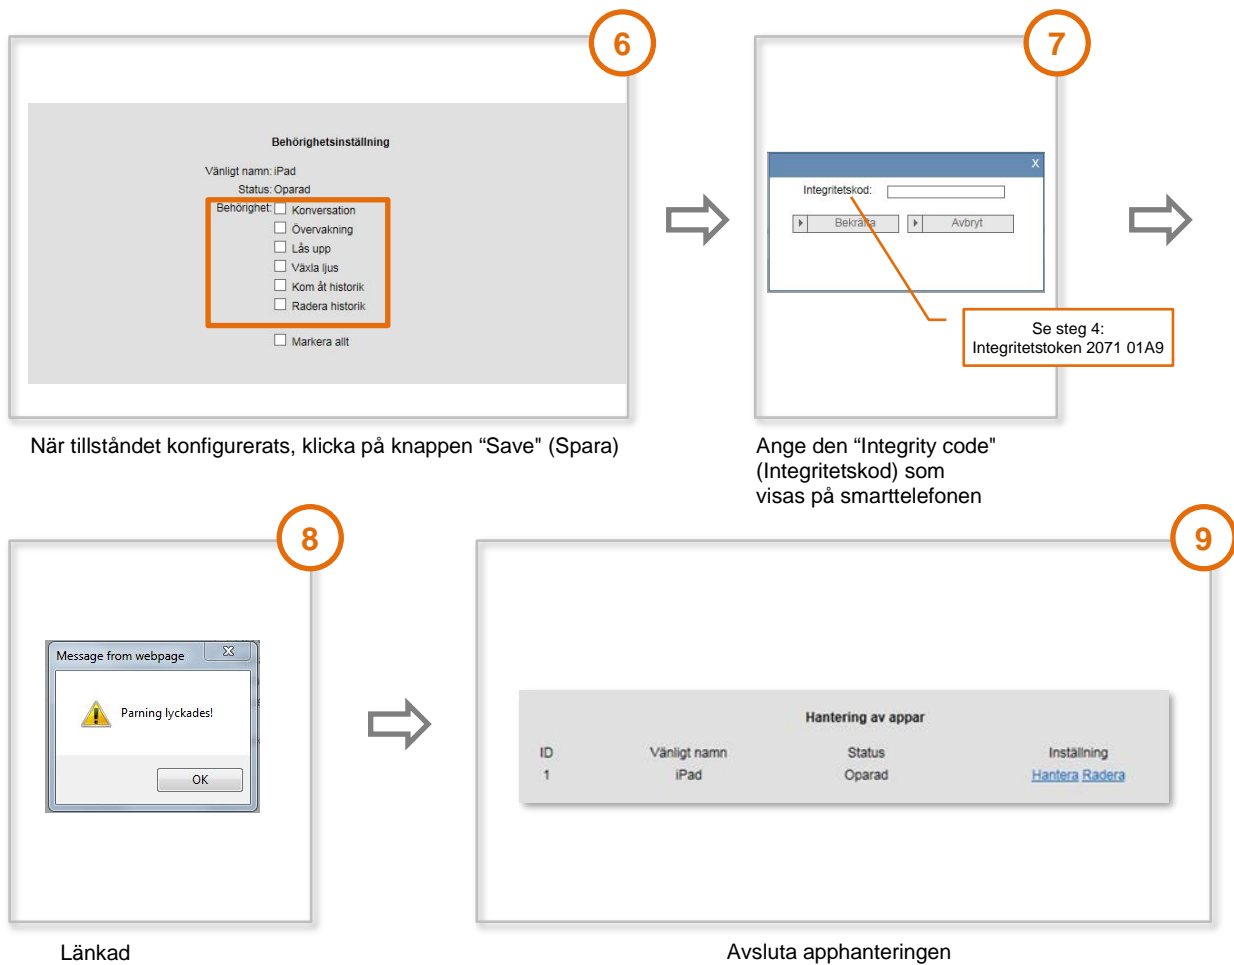 6
Behörighetsinställning
Vänligt namn: iPad
Status: Oparad
Behörighet: Konversation
Övervakning
Lås upp
Växla ljus
Kom åt historik
Radera historik
Markera allt
När tillståndet konfigurerats, klicka på knappen “Save" (Spara)
7
X
Integritetskod:
Bekräfta Avbryt
Se steg 4:
Integritetstoken 2071 01A9
Ange den “Integrity code"
(Integritetskod) som
visas på smarttelefonen
8
Message from webpage
Parning lyckades!
OK
Länkad
9
Hantering av appar
ID Vänligt namn Status Inställning
1 iPad Oparad Hantera Radera
Avsluta apphanteringen